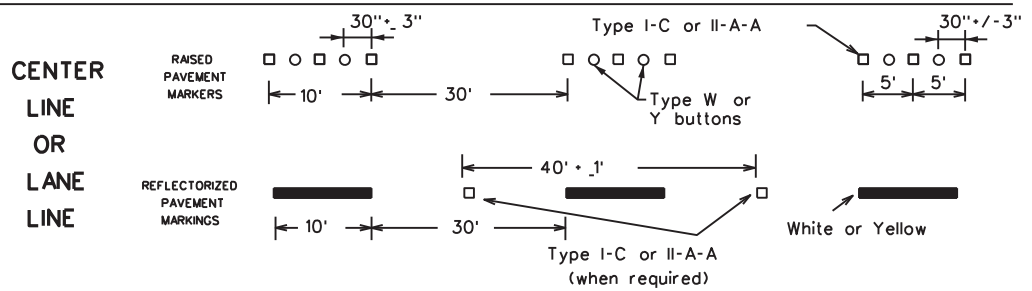 CENTER
LINE
OR
LANE
LINE
RAISED
PAVEMENT
MARKERS
30"+_ 3"
Type I-C or II-A-A
30"+/-3"
10'
30'
Type W or
Y buttons
5'
5'
REFLECTORIZED
PAVEMENT
MARKINGS
40' + _1'
10'
30'
Type I-C or II-A-A
(when required)
White or Yellow